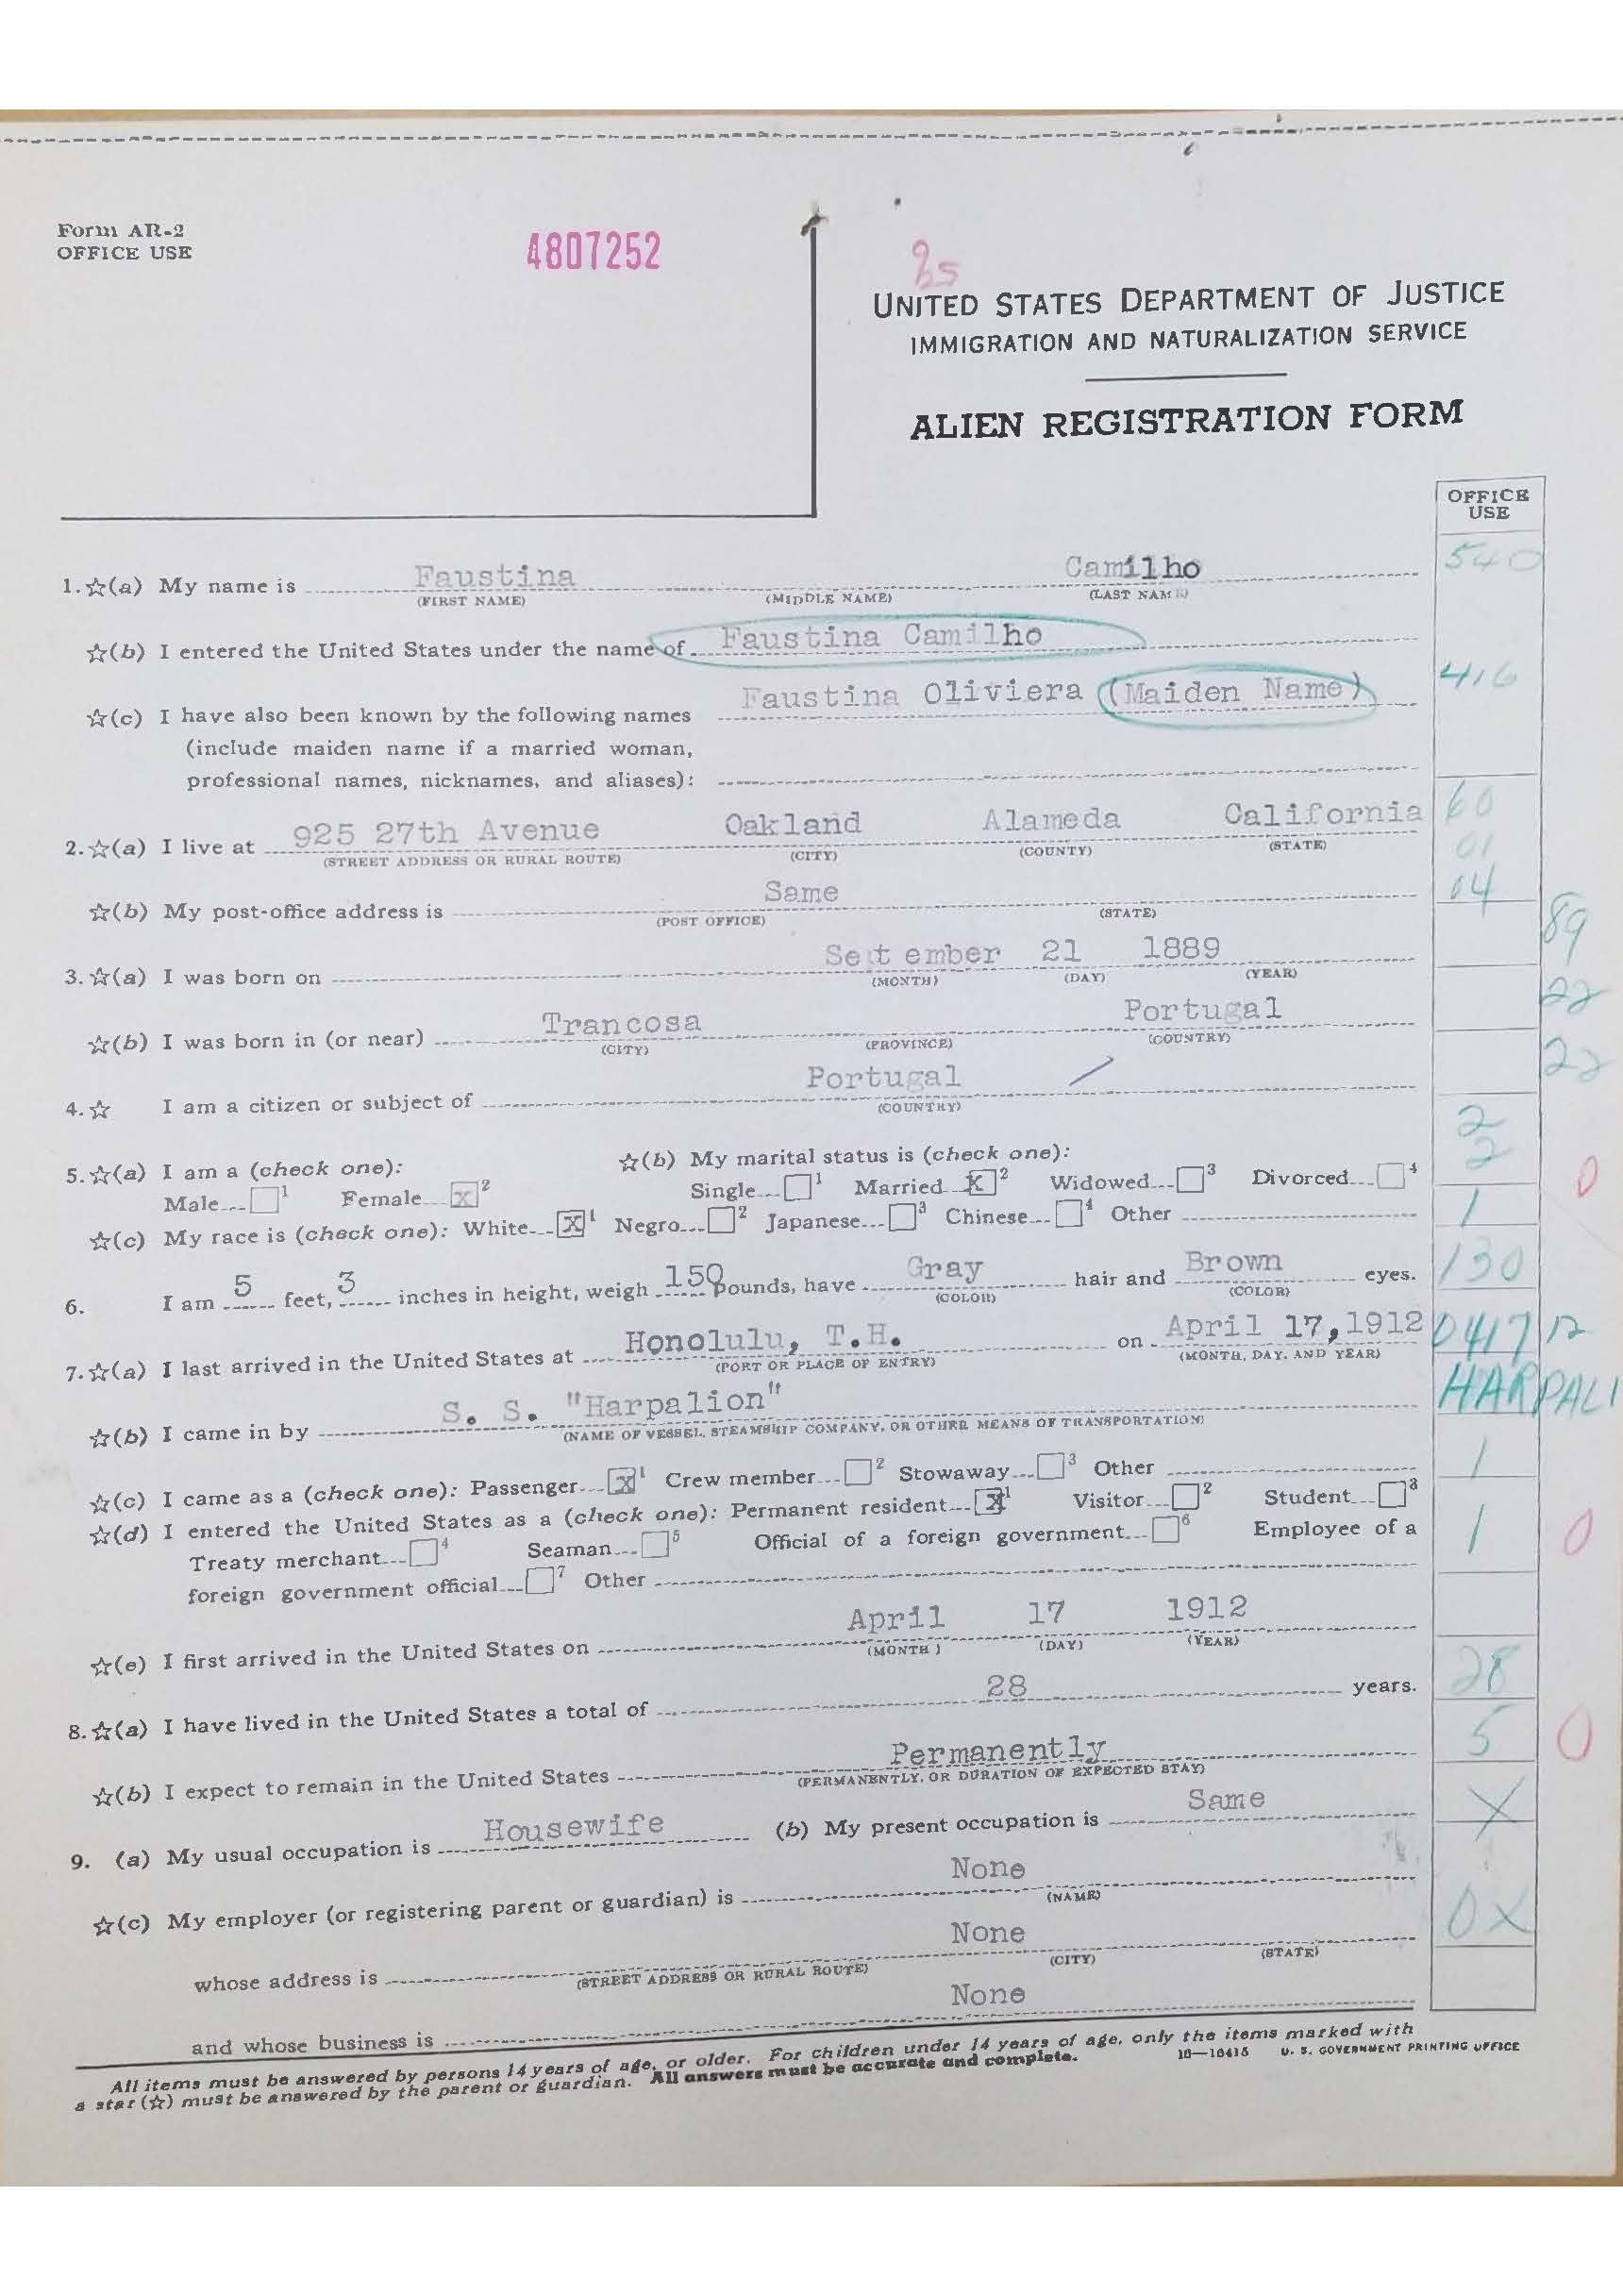 Form AR-2
OFFICE USE
4807252
25
UNITED STATES DEPARTMENT OF JUSTICE
IMMIGRATION AND NATURALIZATION SERVICE
ALIEN REGISTRATION FORM
OFFICE USE
1. ☆(a) My name is Faustina Camilho 540
(FIRST NAME) (MIDDLE NAME) (LAST NAME)
☆(b) I entered the United States under the name of Faustina Camilho
☆(c) I have also been known by the following names Faustina Oliviera (Maiden Name) 416
(include maiden name if a married woman,
professional names, nicknames, and aliases):
2. ☆(a) I live at 925 27th Avenue Oakland Alameda California 60
(STREET ADDRESS OR RURAL ROUTE) (CITY) (COUNTY) (STATE) 01
☆(b) My post-office address is Same 04
(POST OFFICE) (STATE)
3. ☆(a) I was born on Set ember 21 1889 89
(MONTH) (DAY) (YEAR)
☆(b) I was born in (or near) Trancosa Portugal 22
(CITY) (PROVINCE) (COUNTRY)
4. ☆ I am a citizen or subject of Portugal 22
(COUNTRY)
5. ☆(a) I am a (check one): ☆(b) My marital status is (check one): 2
Male 1 Female X 2 Single 1 Married X 2 Widowed 3 Divorced 4 2 0
☆(c) My race is (check one): White X 1 Negro 2 Japanese 3 Chinese 4 Other 1
6. I am 5 feet, 3 inches in height, weigh 150 pounds, have Gray hair and Brown eyes. 130
(COLOR) (COLOR)
7. ☆(a) I last arrived in the United States at Honolulu, T.H. on April 17, 1912 0417 12
(PORT OR PLACE OF ENTRY) (MONTH, DAY, AND YEAR)
☆(b) I came in by S. S. "Harpalion" HARPALI
(NAME OF VESSEL, STEAMSHIP COMPANY, OR OTHER MEANS OF TRANSPORTATION)
☆(c) I came as a (check one): Passenger X 1 Crew member 2 Stowaway 3 Other 1
☆(d) I entered the United States as a (check one): Permanent resident X 1 Visitor 2 Student 3
Treaty merchant 4 Seaman 5 Official of a foreign government 6 Employee of a 1 0
foreign government official 7 Other
☆(e) I first arrived in the United States on April 17 1912
(MONTH) (DAY) (YEAR)
8. ☆(a) I have lived in the United States a total of 28 years. 28
☆(b) I expect to remain in the United States Permanently 5 0
(PERMANENTLY, OR DURATION OF EXPECTED STAY)
9. (a) My usual occupation is Housewife (b) My present occupation is Same X
☆(c) My employer (or registering parent or guardian) is None 0X
(NAME)
whose address is None
(STREET ADDRESS OR RURAL ROUTE) (CITY) (STATE)
and whose business is None
All items must be answered by persons 14 years of age, or older. For children under 14 years of age, only the items marked with
a star (☆) must be answered by the parent or guardian. All answers must be accurate and complete.
16—16415 U. S. GOVERNMENT PRINTING OFFICE